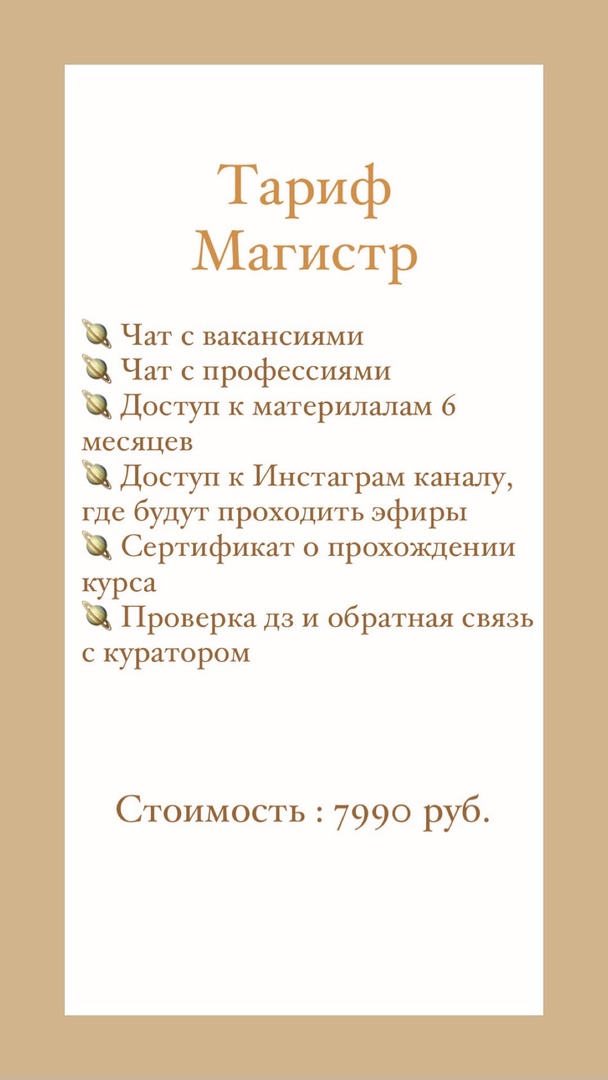 Тариф
Магистр
🪐 Чат с вакансиями
🪐 Чат с профессиями
🪐 Доступ к материлалам 6
месяцев
🪐 Доступ к Инстаграм каналу,
где будут проходить эфиры
🪐 Сертификат о прохождении
курса
🪐 Проверка дз и обратная связь
с куратором
Стоимость : 7990 руб.